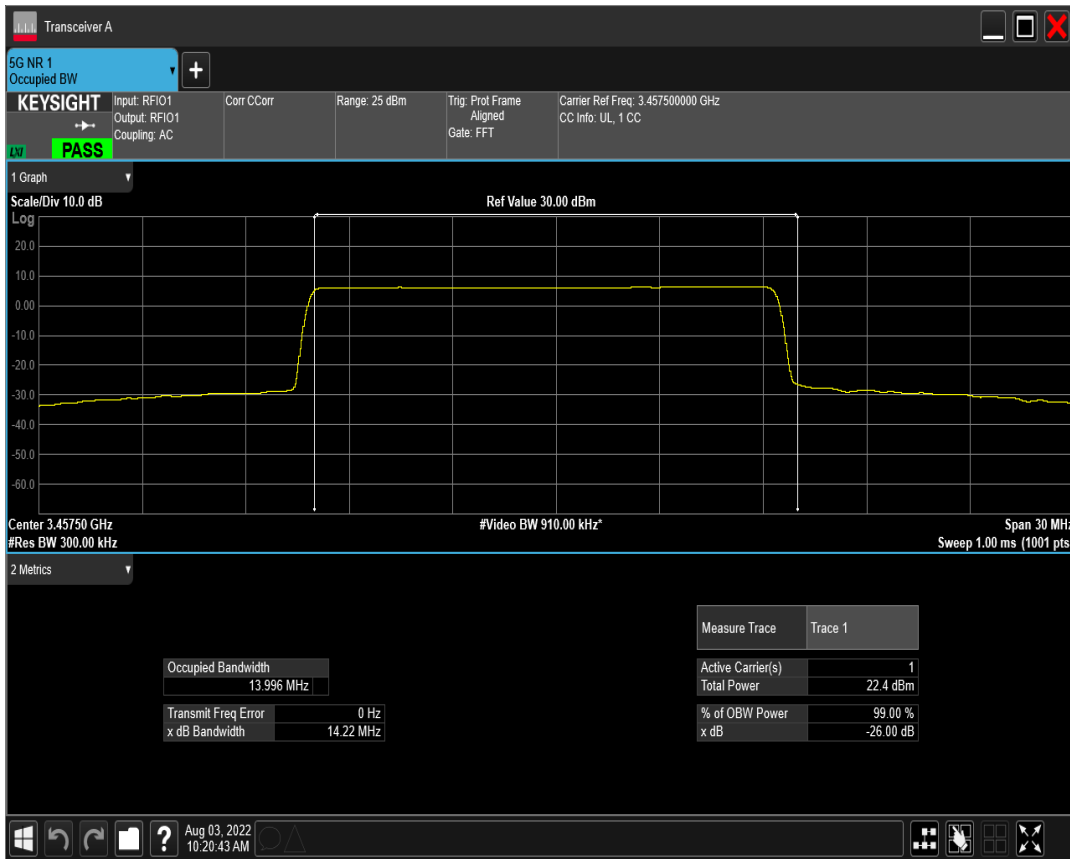 Transceiver A
5G NR 1
Occupied BW
KEYSIGHT
LXI
PASS
Input: RFIO1
Output: RFIO1
Coupling: AC
Corr CCorr
Range: 25 dBm
Trig: Prot Frame
Aligned
Gate: FFT
Carrier Ref Freq: 3.457500000 GHz
CC Info: UL, 1 CC
1 Graph
Scale/Div 10.0 dB
Ref Value 30.00 dBm
Log
20.0
10.0
0.00
-10.0
-20.0
-30.0
-40.0
-50.0
-60.0
Center 3.45750 GHz
#Video BW 910.00 kHz*
Span 30 MHz
#Res BW 300.00 kHz
Sweep 1.00 ms (1001 pts
2 Metrics
Measure Trace Trace 1
Occupied Bandwidth
13.996 MHz
Active Carrier(s) 1
Total Power 22.4 dBm
Transmit Freq Error 0 Hz
x dB Bandwidth 14.22 MHz
% of OBW Power 99.00 %
x dB -26.00 dB
?
Aug 03, 2022
10:20:43 AM